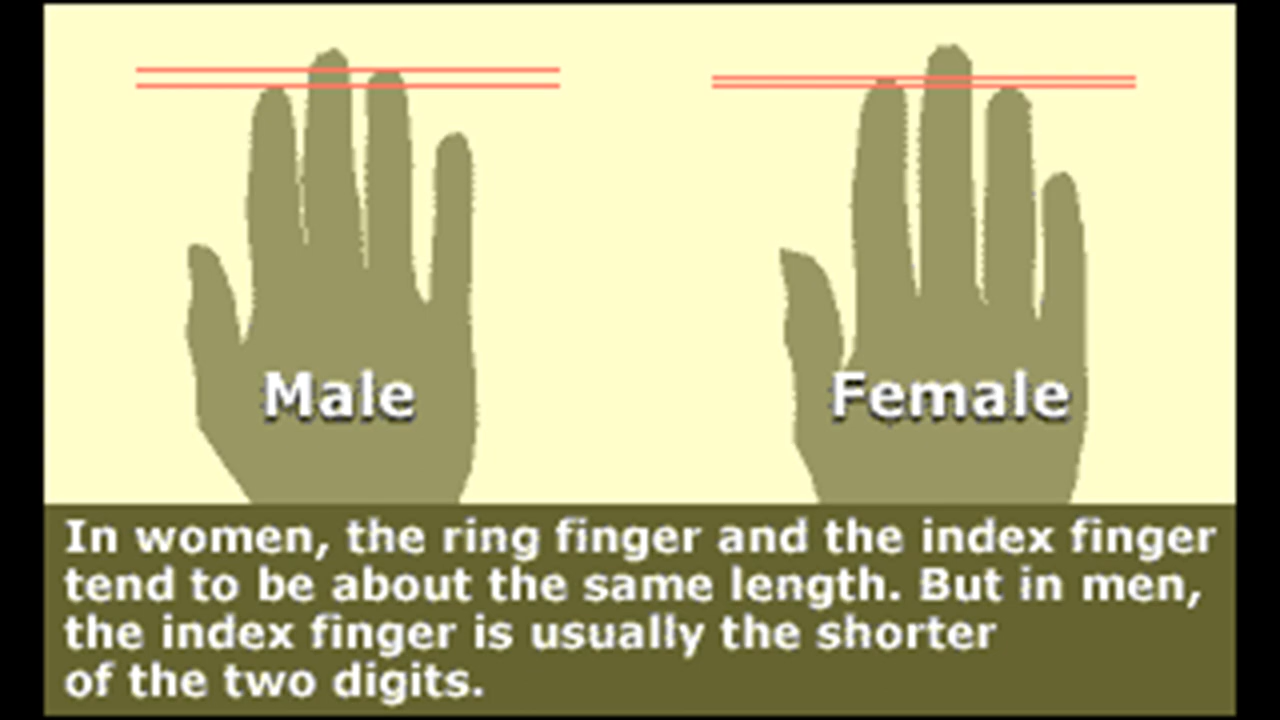 Male
Female
In women, the ring finger and the index finger
tend to be about the same length. But in men,
the index finger is usually the shorter
of the two digits.